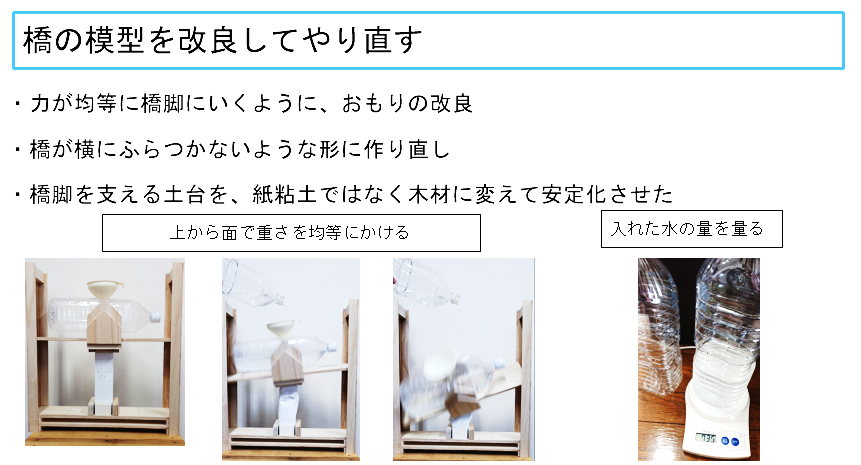 橋の模型を改良してやり直す
・力が均等に橋脚にいくように、おもりの改良
・橋が横にふらつかないような形に作り直し
・橋脚を支える土台を、紙粘土ではなく木材に変えて安定化させた
上から面で重さを均等にかける
入れた水の量を量る